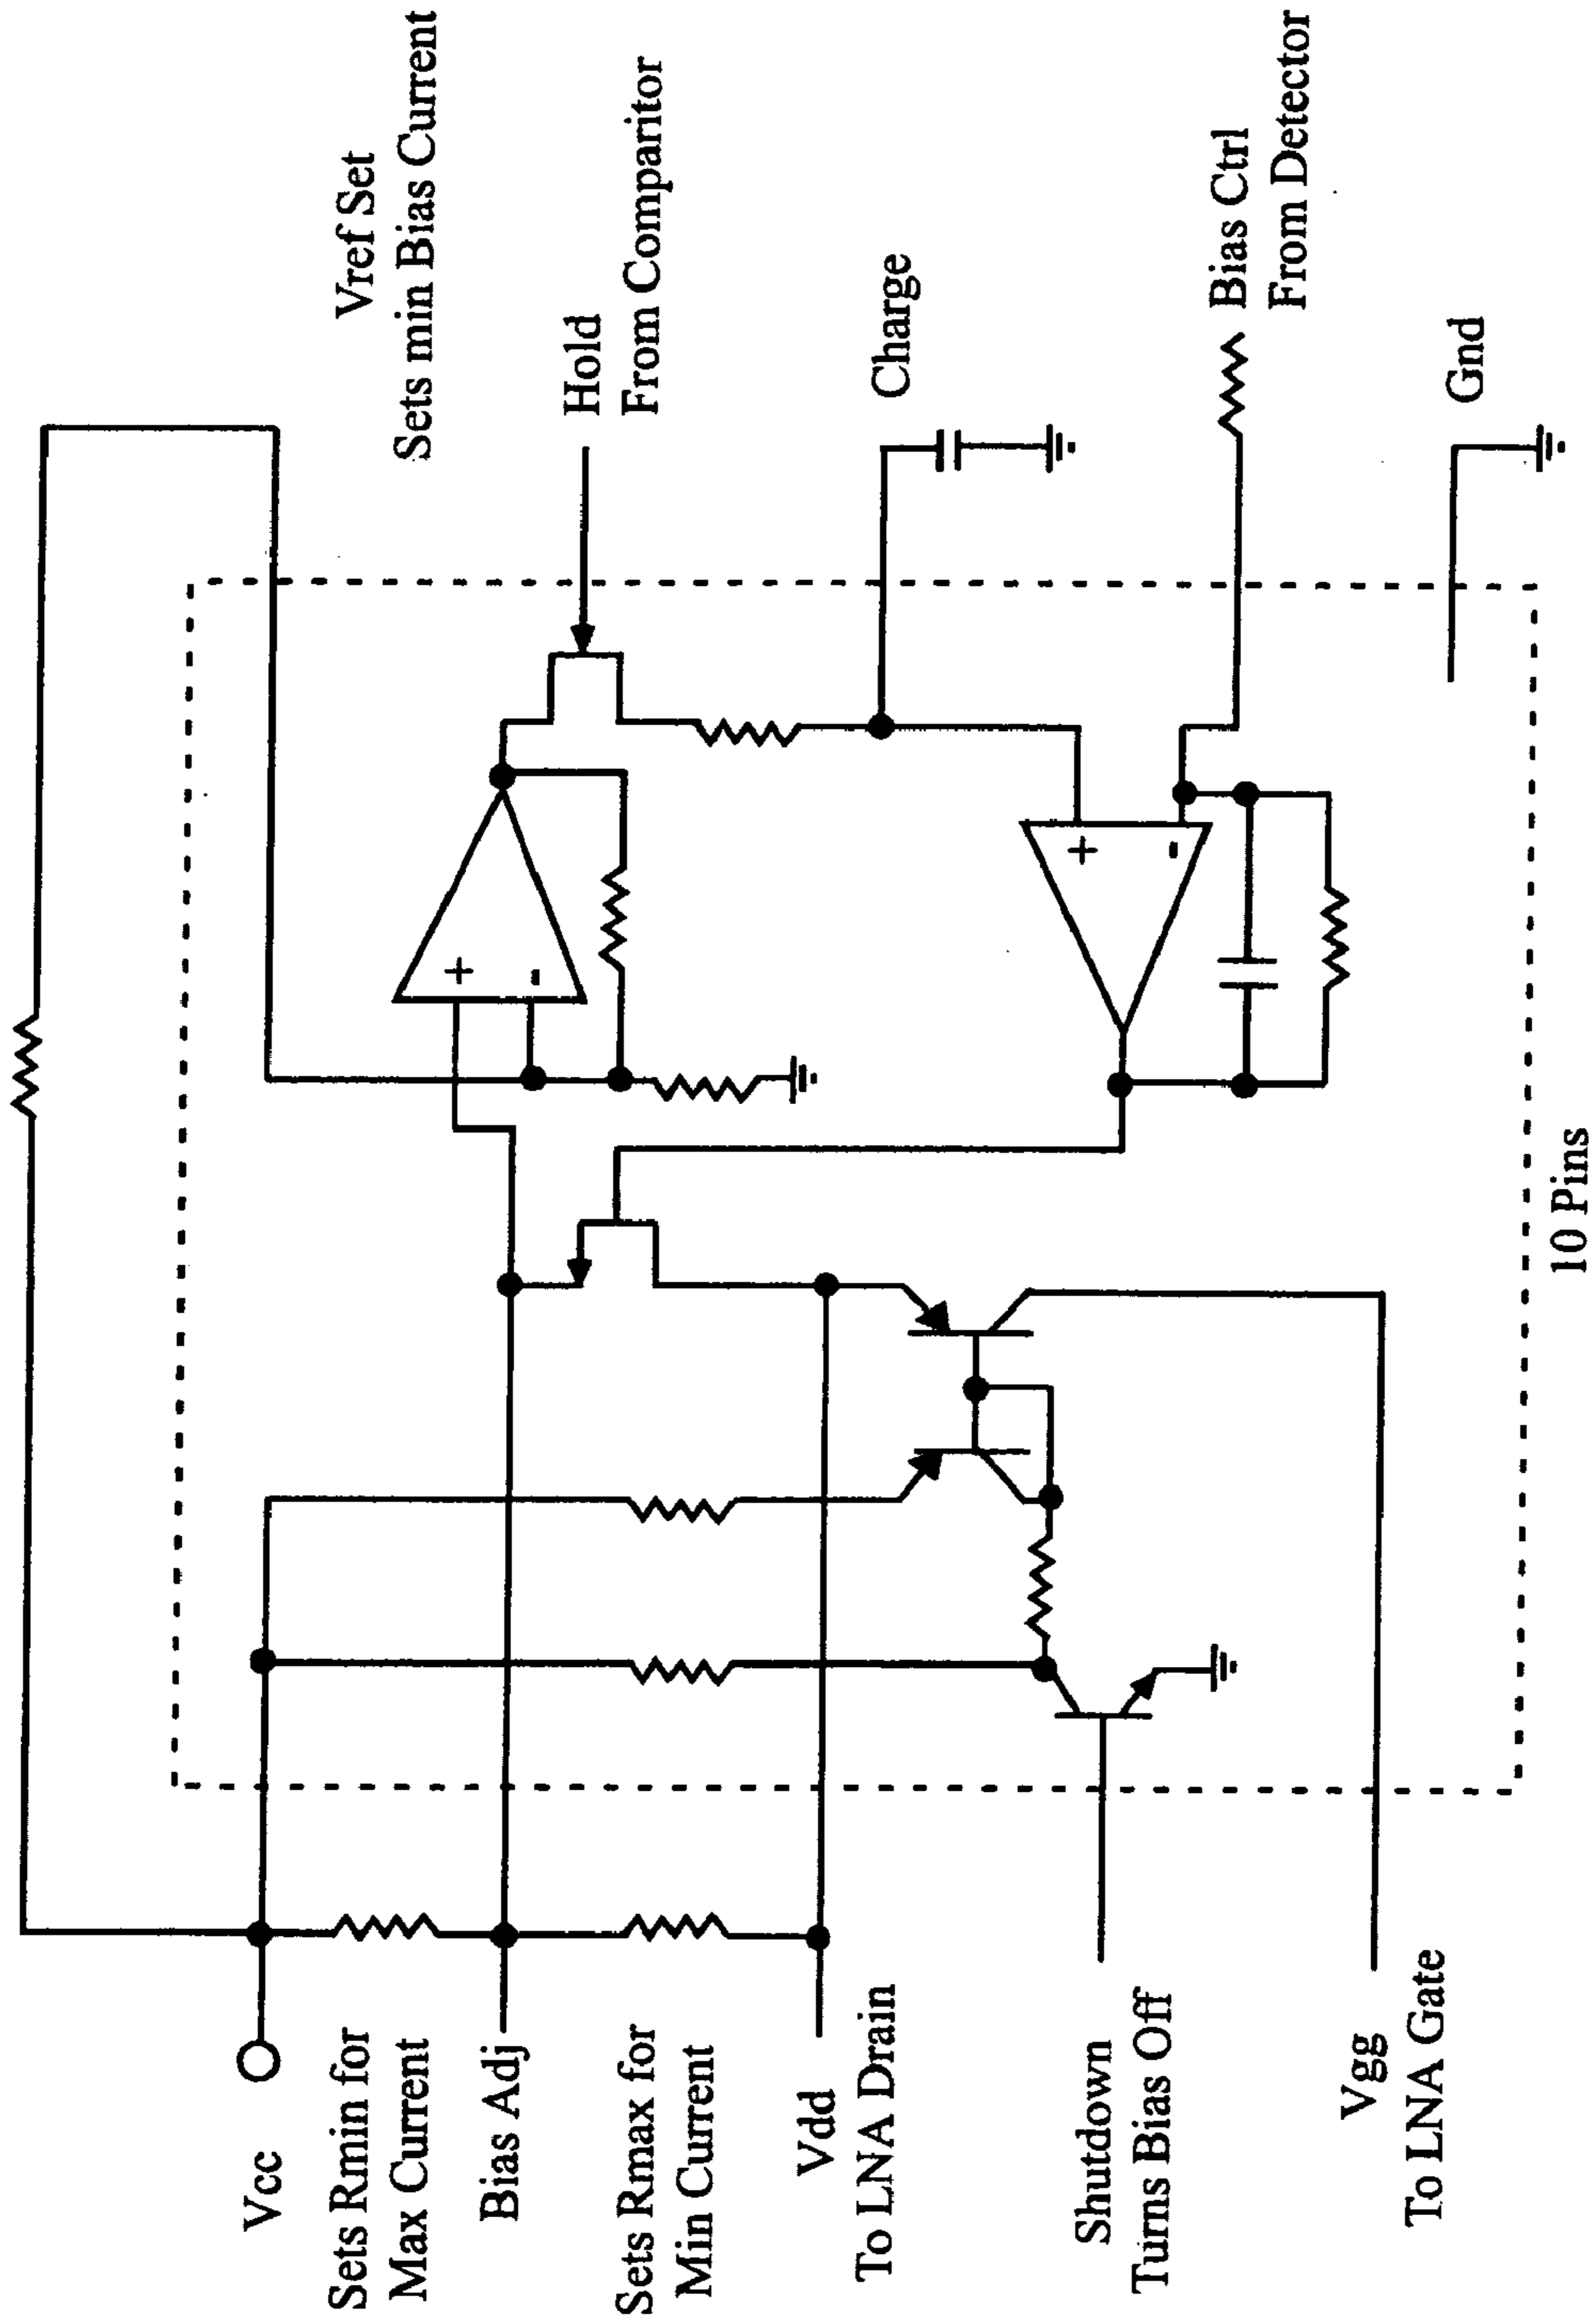 Vcc
Sets Rmin for
Max Current
Bias Adj
Sets Rmax for
Min Current
Vdd
To LNA Drain
Shutdown
Turns Bias Off
Vgg
To LNA Gate
+
-
+
-
Vref Set
Sets min Bias Current
Hold
From Comparitor
Charge
Bias Ctrl
From Detector
Gnd
10 Pins